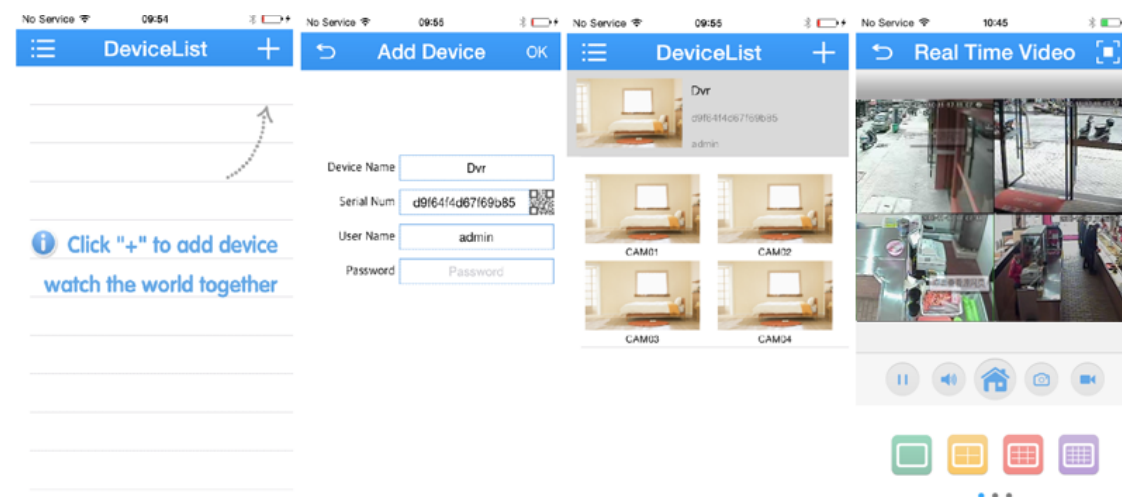 No Service 09:54
DeviceList
Click "+" to add device
watch the world together
No Service 09:55
Add Device OK
Device Name Dvr
Serial Num d9f64f4d67f69b85
User Name admin
Password Password
No Service 09:55
DeviceList
Dvr
d9f64f4d67f69b85
admin
CAM01 CAM02
CAM03 CAM04
No Service 10:45
Real Time Video